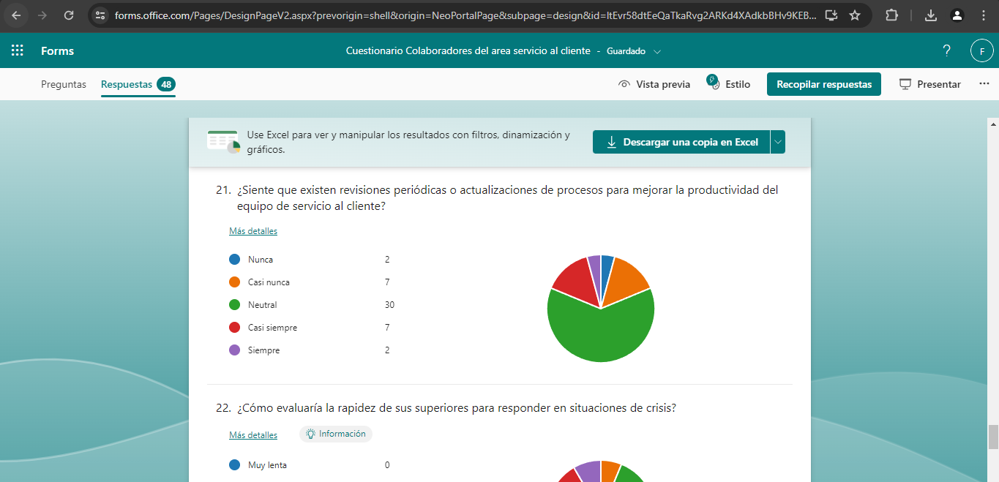 forms.office.com/Pages/DesignPageV2.aspx?prevorigin=shell&origin=NeoPortalPage&subpage=design&id=ItEvr58dtEeQaTkaRvg2ARKd4XAdkbBHv9KEB...
Forms
Cuestionario Colaboradores del area servicio al cliente - Guardado
?
F
Preguntas
Respuestas 48
Vista previa
Estilo
Recopilar respuestas
Presentar
Use Excel para ver y manipular los resultados con filtros, dinamización y
gráficos.
Descargar una copia en Excel
21. ¿Siente que existen revisiones periódicas o actualizaciones de procesos para mejorar la productividad del
equipo de servicio al cliente?
Más detalles
Nunca 2
Casi nunca 7
Neutral 30
Casi siempre 7
Siempre 2
22. ¿Cómo evaluaría la rapidez de sus superiores para responder en situaciones de crisis?
Más detalles
Información
Muy lenta 0